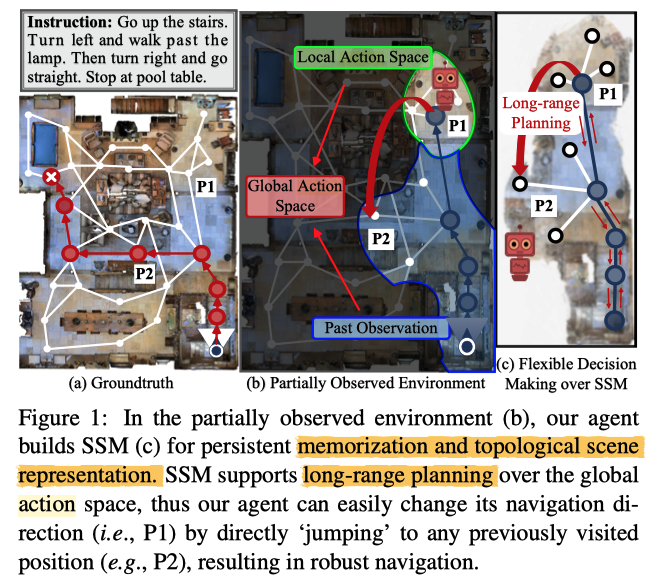 Instruction: Go up the stairs.
Turn left and walk past the
lamp. Then turn right and go
straight. Stop at pool table.
P1
P2
(a) Groundtruth
Local Action Space
P1
Global Action
Space
P2
Past Observation
(b) Partially Observed Environment
P1
Long-range
Planning
P2
(c) Flexible Decision
Making over SSM
Figure 1: In the partially observed environment (b), our agent
builds SSM (c) for persistent memorization and topological scene
representation. SSM supports long-range planning over the global
action space, thus our agent can easily change its navigation di-
rection (i.e., P1) by directly ‘jumping’ to any previously visited
position (e.g., P2), resulting in robust navigation.